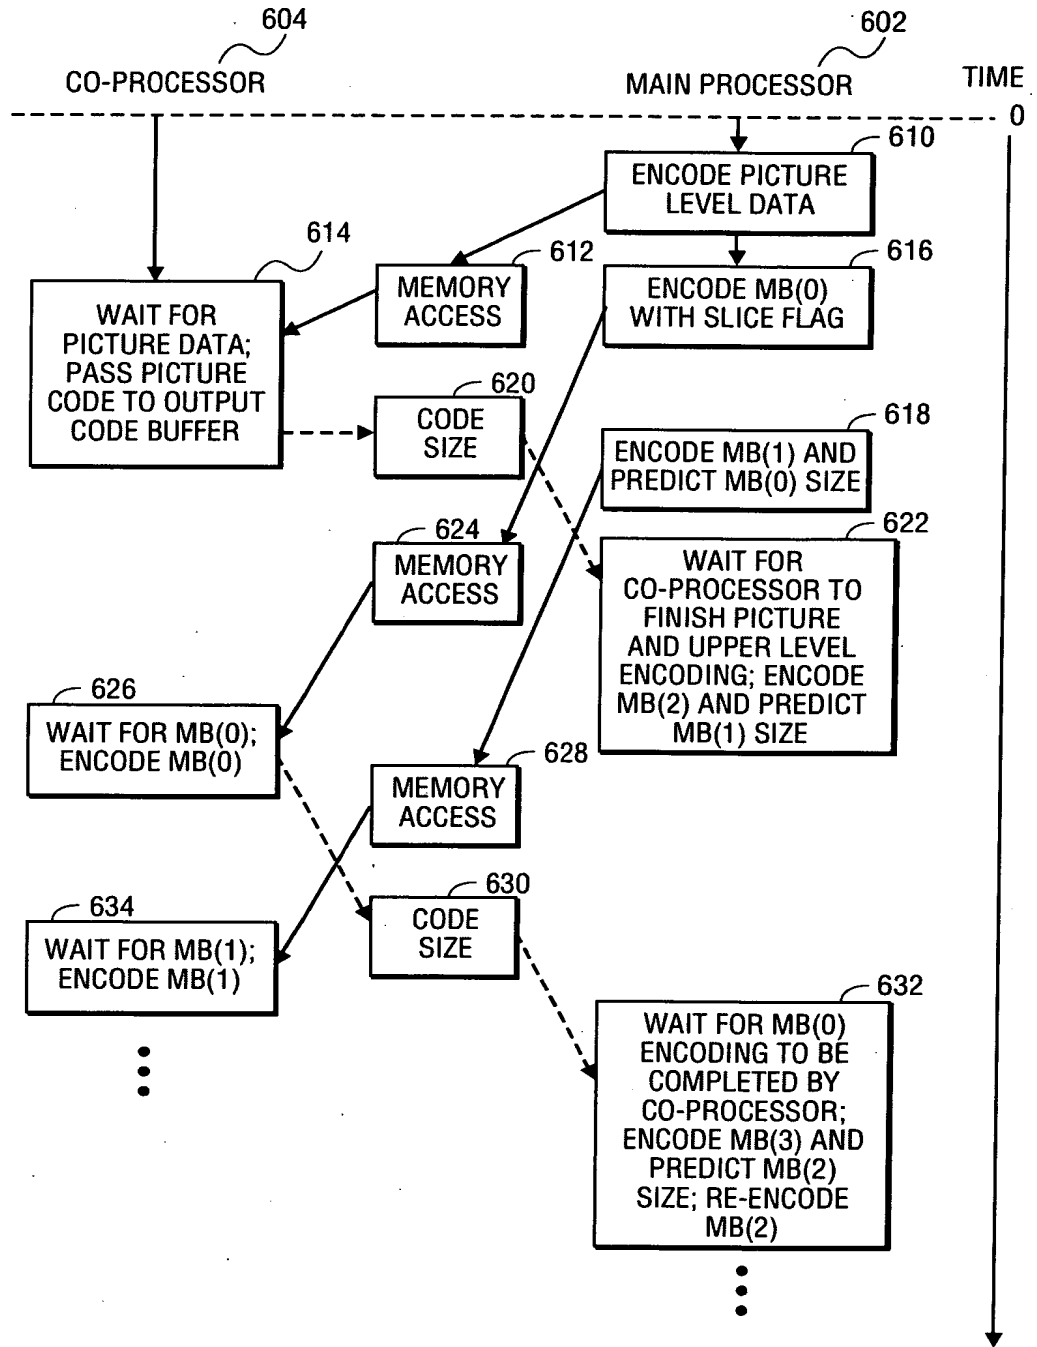 604
602
CO-PROCESSOR
MAIN PROCESSOR
TIME
0
610
ENCODE PICTURE
LEVEL DATA
614
612
616
WAIT FOR
PICTURE DATA;
PASS PICTURE
CODE TO OUTPUT
CODE BUFFER
MEMORY
ACCESS
ENCODE MB(0)
WITH SLICE FLAG
620
CODE
SIZE
618
ENCODE MB(1) AND
PREDICT MB(0) SIZE
624
MEMORY
ACCESS
622
WAIT FOR
CO-PROCESSOR TO
FINISH PICTURE
AND UPPER LEVEL
ENCODING; ENCODE
MB(2) AND PREDICT
MB(1) SIZE
626
WAIT FOR MB(0);
ENCODE MB(0)
628
MEMORY
ACCESS
630
CODE
SIZE
634
WAIT FOR MB(1);
ENCODE MB(1)
632
WAIT FOR MB(0)
ENCODING TO BE
COMPLETED BY
CO-PROCESSOR;
ENCODE MB(3) AND
PREDICT MB(2)
SIZE; RE-ENCODE
MB(2)